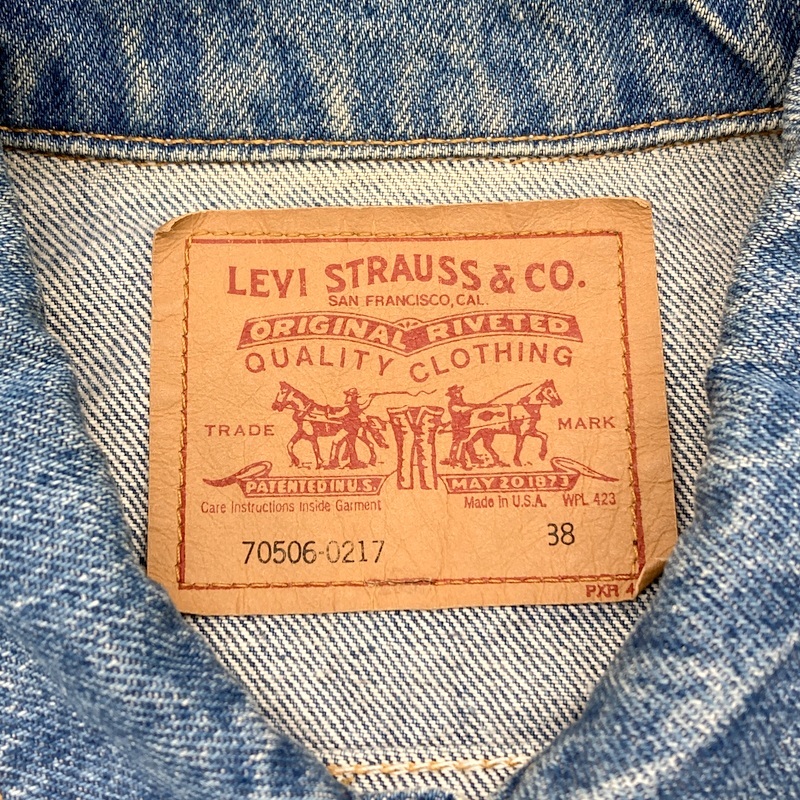 LEVI STRAUSS & CO.
SAN FRANCISCO, CAL.
ORIGINAL RIVETED
QUALITY CLOTHING
TRADE MARK
PATENTED IN U.S. MAY 20 1873
Care Instructions Inside Garment Made in U.S.A. WPL 423
70506-0217 38
PXR 4